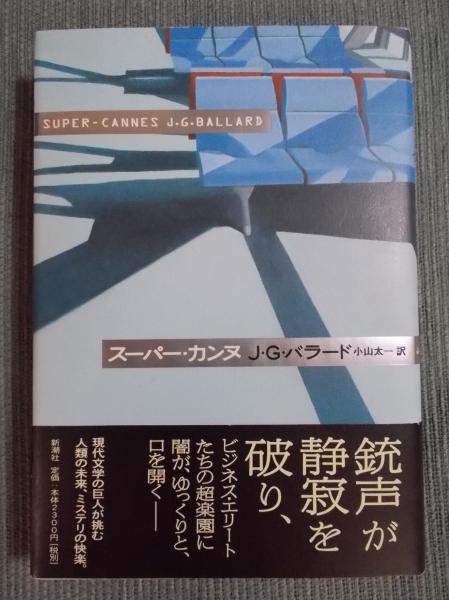 SUPER-CANNES J.G.BALLARD
スーパー・カンヌ J・G・バラード 小山太一 訳
銃声が
静寂を
破り、
ビジネスエリート
たちの超楽園に
闇が、ゆっくりと、
口を開く——
現代文学の巨人が挑む
人類の未来、ミステリの快楽。
新潮社 定価:本体2300円[税別]